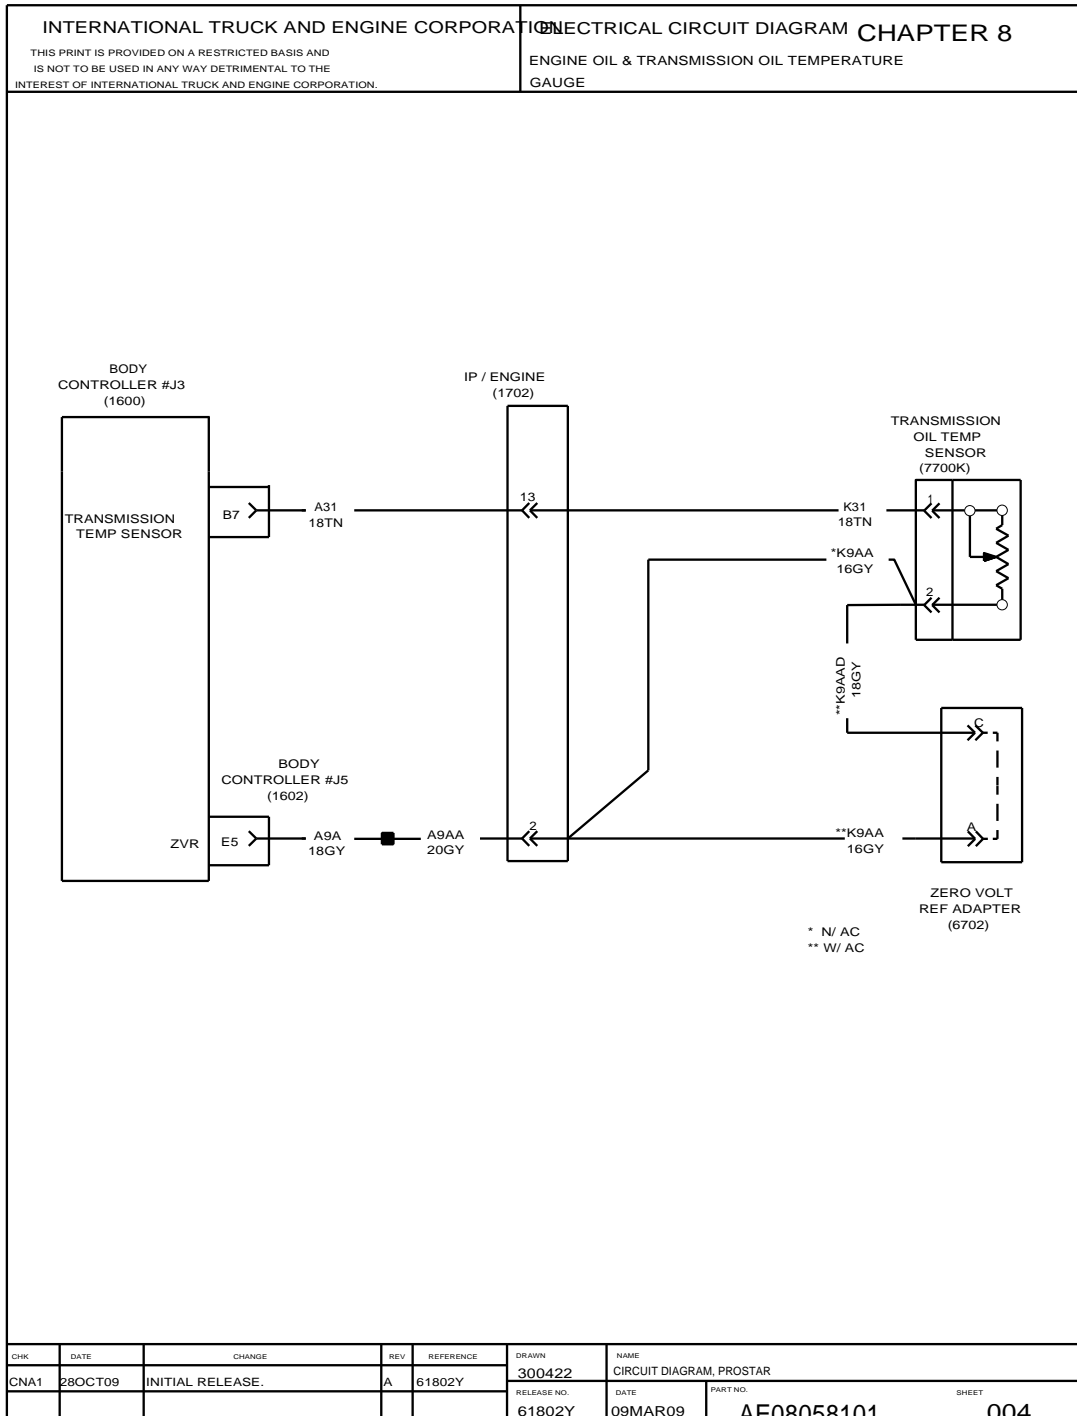 INTERNATIONAL TRUCK AND ENGINE CORPORATION
THIS PRINT IS PROVIDED ON A RESTRICTED BASIS AND
IS NOT TO BE USED IN ANY WAY DETRIMENTAL TO THE
INTEREST OF INTERNATIONAL TRUCK AND ENGINE CORPORATION.
ELECTRICAL CIRCUIT DIAGRAM CHAPTER 8
ENGINE OIL & TRANSMISSION OIL TEMPERATURE
GAUGE
BODY
CONTROLLER #J3
(1600)
IP / ENGINE
(1702)
TRANSMISSION
OIL TEMP
SENSOR
(7700K)
TRANSMISSION
TEMP SENSOR
B7
A31
18TN
13
K31
18TN
1
*K9AA
16GY
2
**K9AAD
18GY
C
BODY
CONTROLLER #J5
(1602)
ZVR
E5
A9A
18GY
A9AA
20GY
2
**K9AA
16GY
A
ZERO VOLT
REF ADAPTER
(6702)
* N/ AC
** W/ AC
CHK DATE CHANGE REV REFERENCE
CNA1 28OCT09 INITIAL RELEASE. A 61802Y
DRAWN
300422
NAME
CIRCUIT DIAGRAM, PROSTAR
RELEASE NO.
61802Y
DATE
09MAR09
PART NO.
AE08058101
SHEET
004